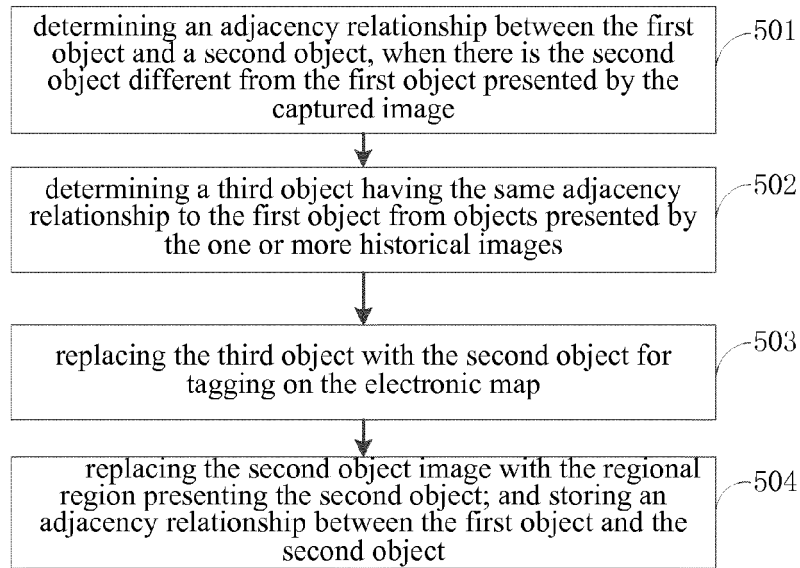 determining an adjacency relationship between the first
object and a second object, when there is the second
object different from the first object presented by the
captured image
501
determining a third object having the same adjacency
relationship to the first object from objects presented by
the one or more historical images
502
replacing the third object with the second object for
tagging on the electronic map
503
replacing the second object image with the regional
region presenting the second object; and storing an
adjacency relationship between the first object and the
second object
504